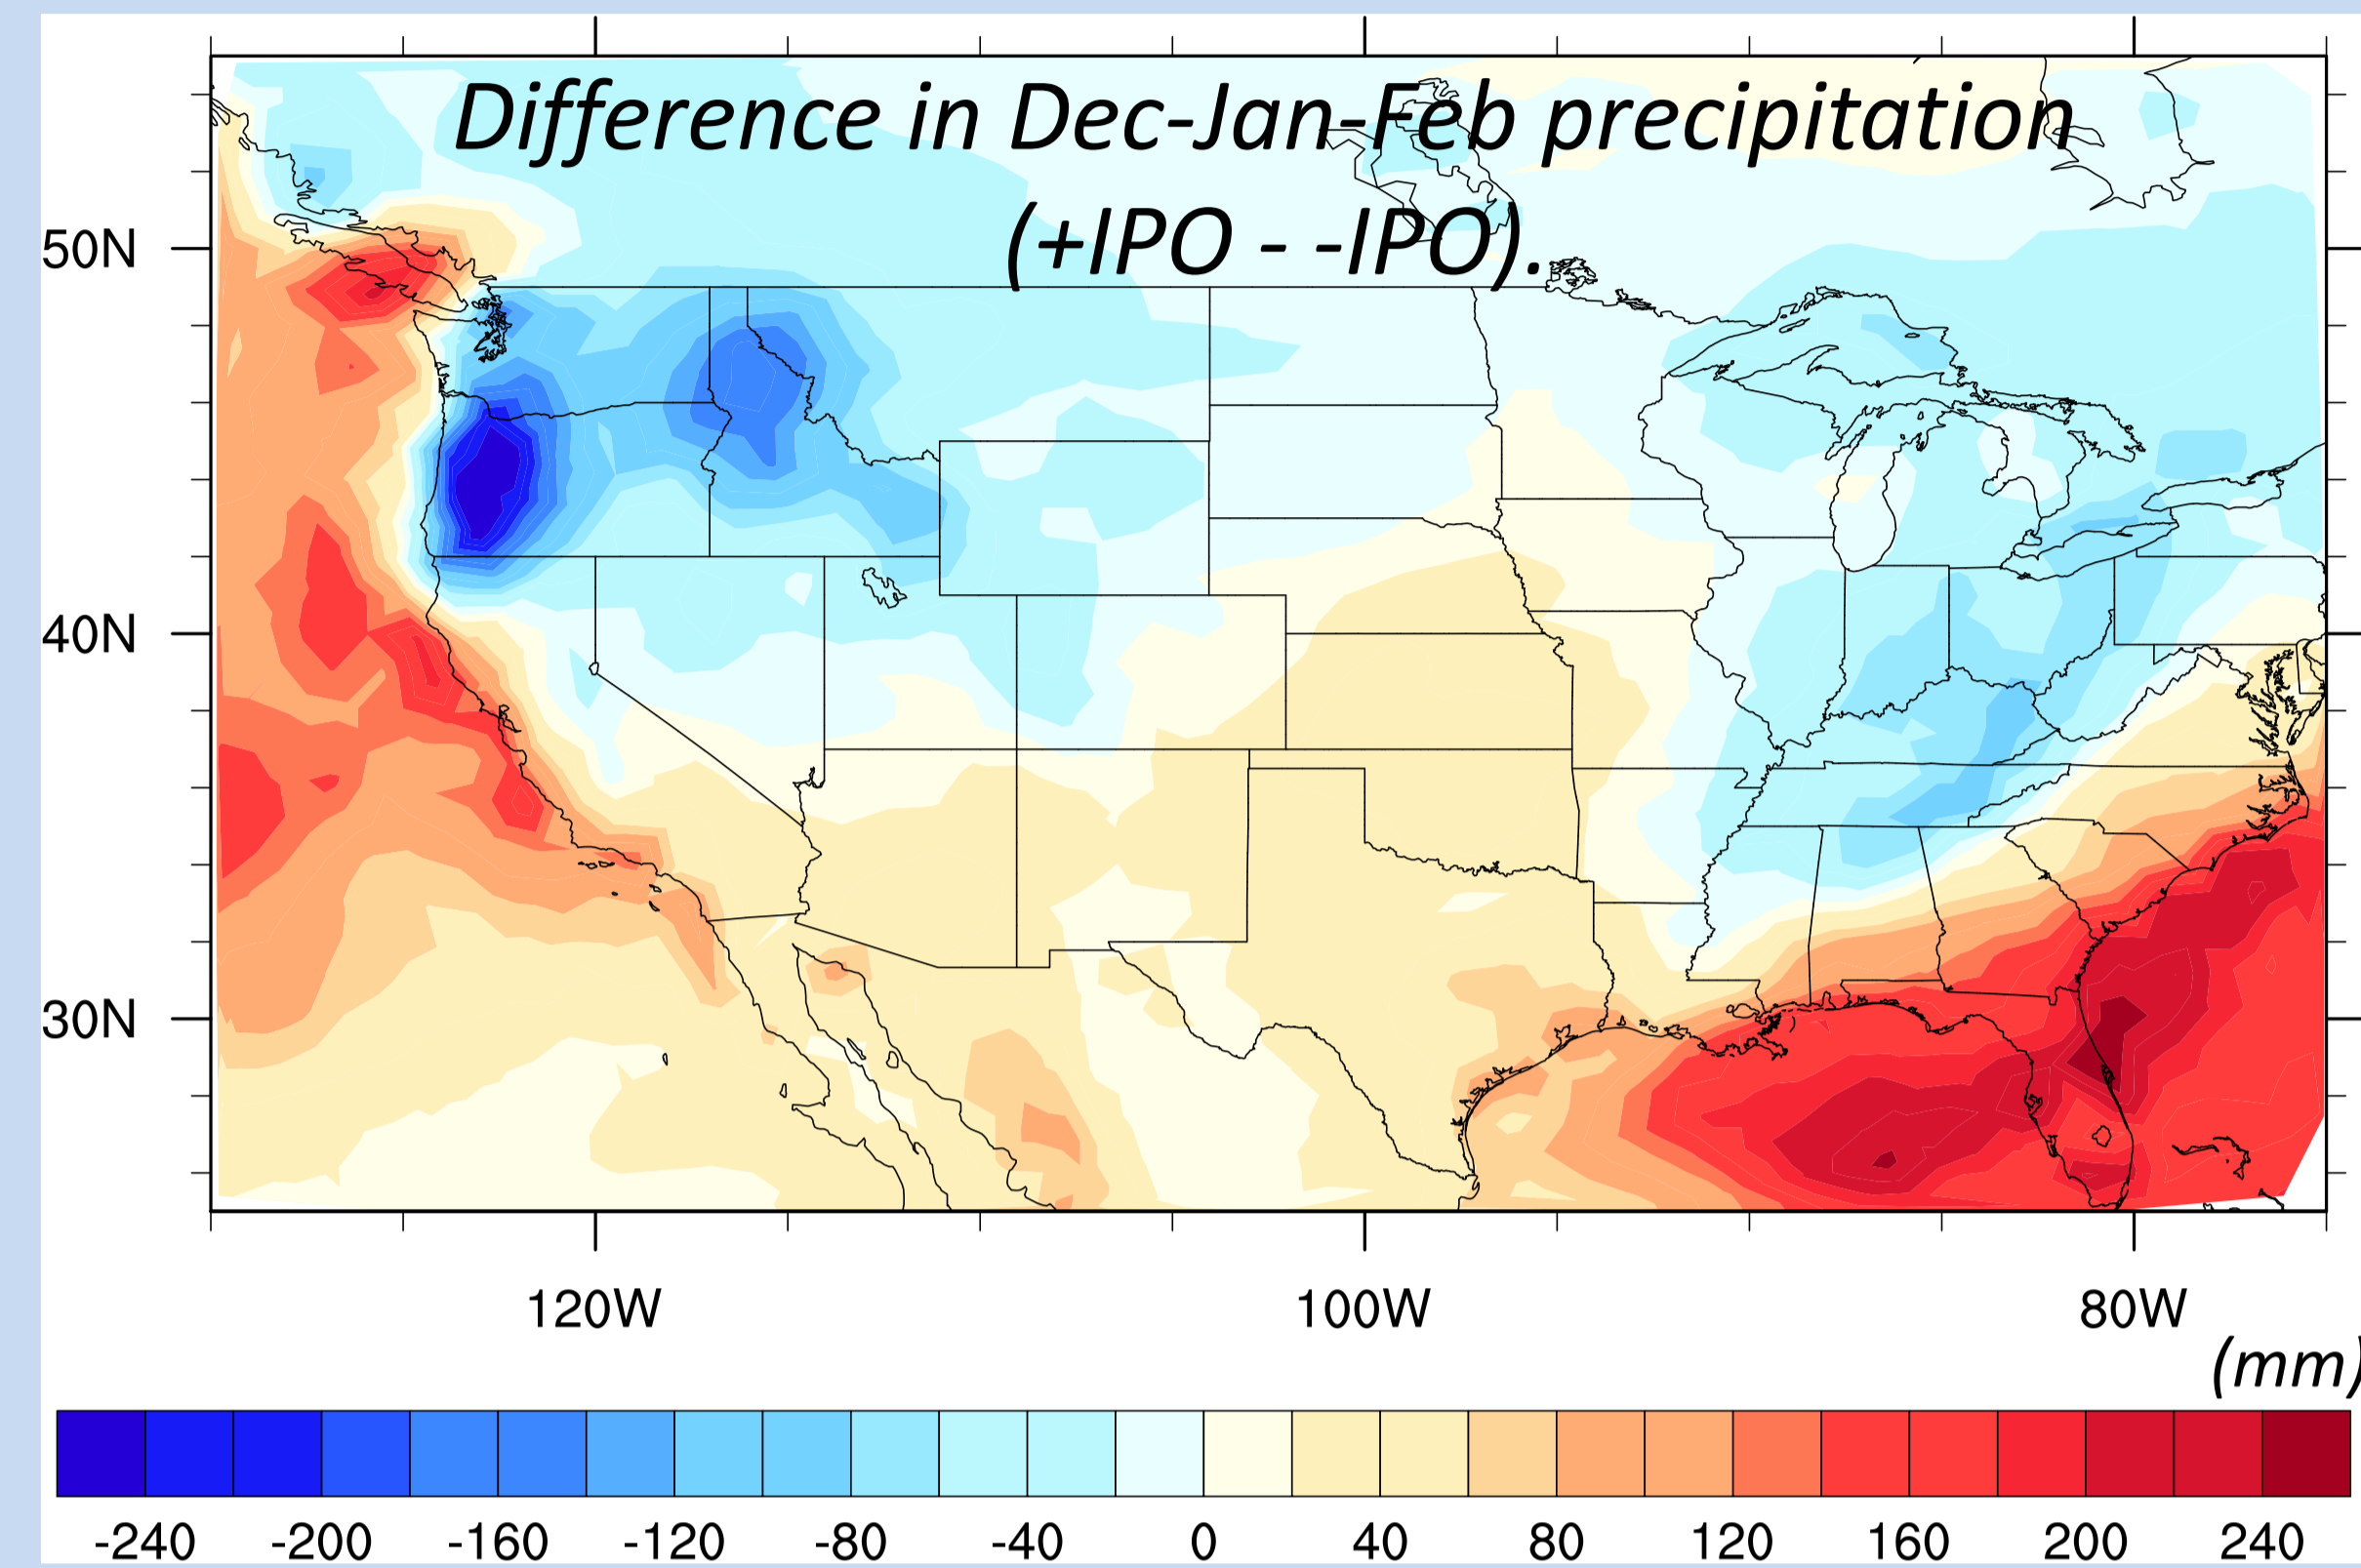 Difference in Dec-Jan-Feb precipitation
(+IPO - -IPO).
50N
40N
30N
120W 100W 80W
(mm)
-240 -200 -160 -120 -80 -40 0 40 80 120 160 200 240